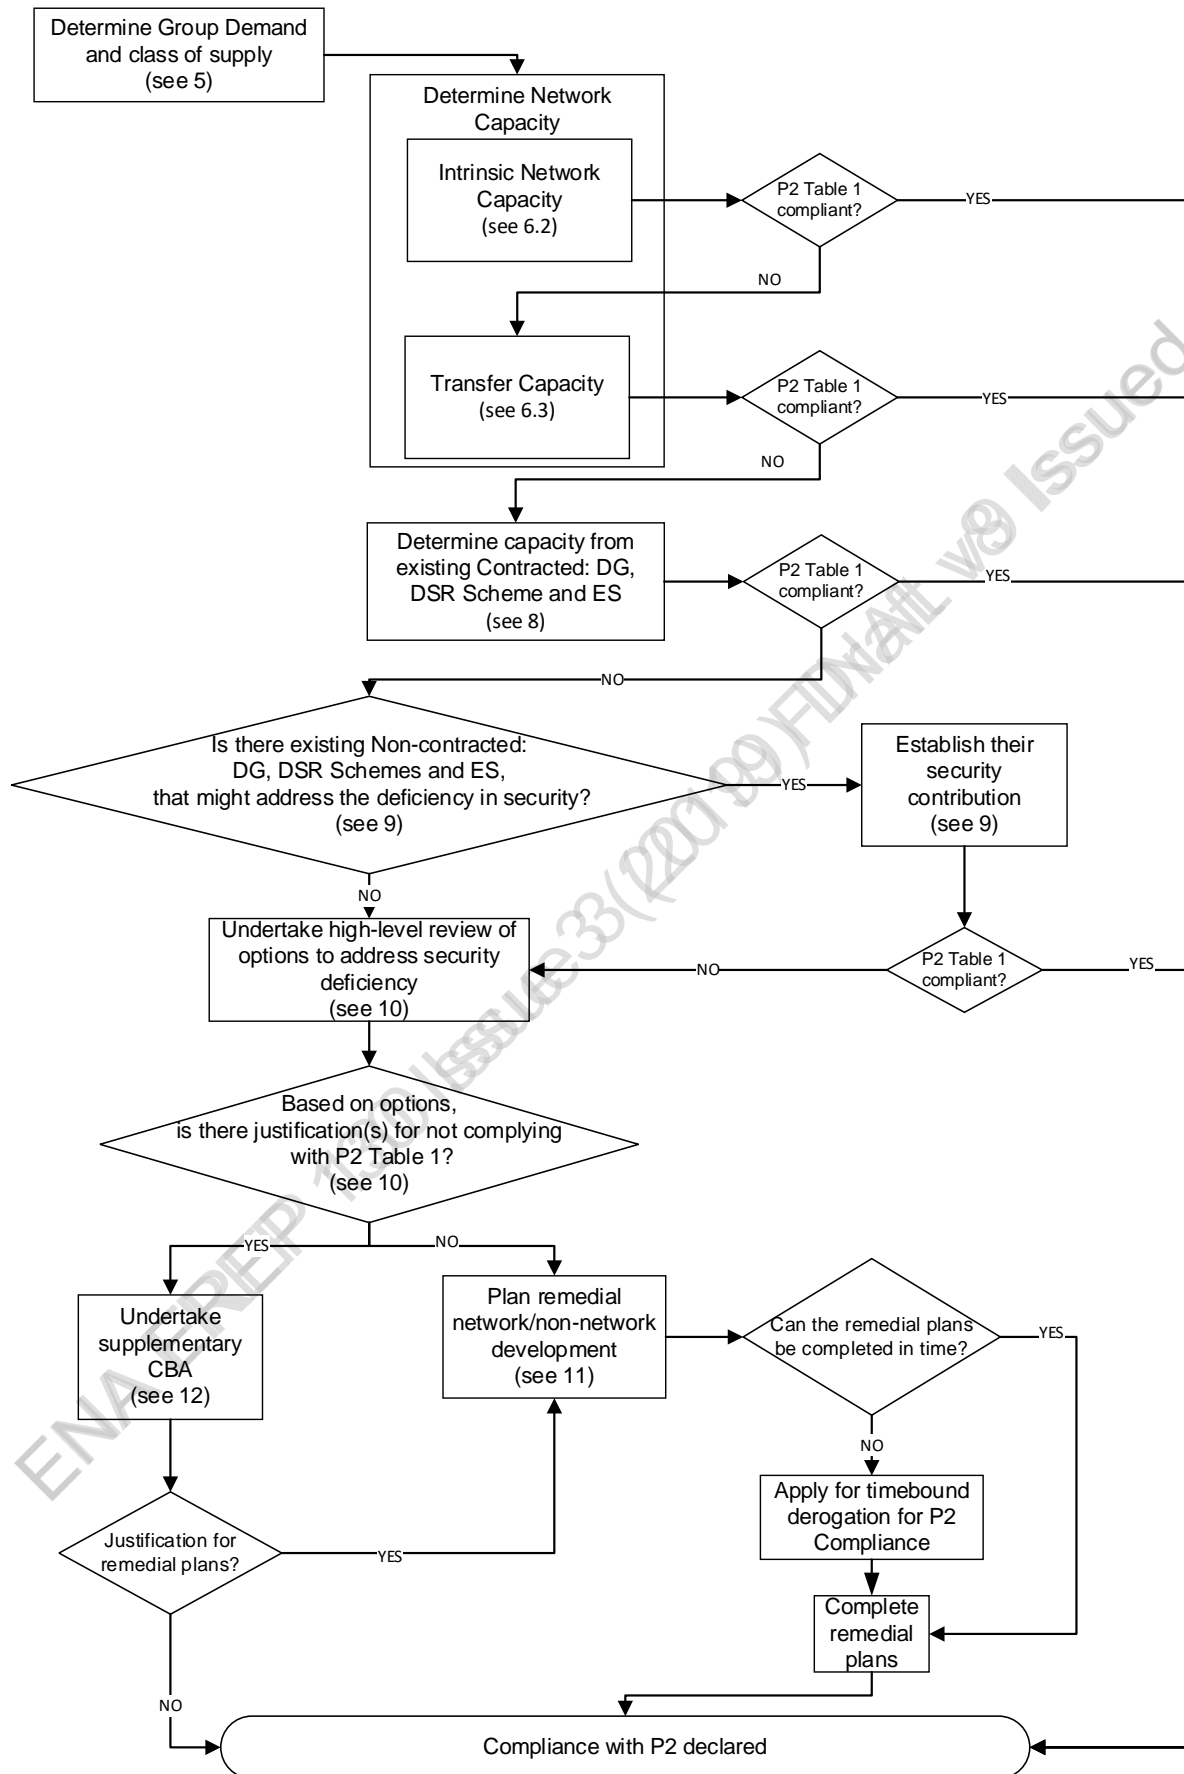 Determine Group Demand
and class of supply
(see 5)
Determine Network
Capacity
Intrinsic Network
Capacity
(see 6.2)
P2 Table 1
compliant?
YES
NO
Transfer Capacity
(see 6.3)
P2 Table 1
compliant?
YES
NO
Determine capacity from
existing Contracted: DG,
DSR Scheme and ES
(see 8)
P2 Table 1
compliant?
YES
NO
Is there existing Non-contracted:
DG, DSR Schemes and ES,
that might address the deficiency in security?
(see 9)
YES
Establish their
security
contribution
(see 9)
NO
Undertake high-level review of
options to address security
deficiency
(see 10)
NO
P2 Table 1
compliant?
YES
Based on options,
is there justification(s) for not complying
with P2 Table 1?
(see 10)
YES
NO
Undertake
supplementary
CBA
(see 12)
Plan remedial
network/non-network
development
(see 11)
Can the remedial plans
be completed in time?
YES
NO
Justification for
remedial plans?
YES
Apply for timebound
derogation for P2
Compliance
Complete
remedial
plans
NO
Compliance with P2 declared